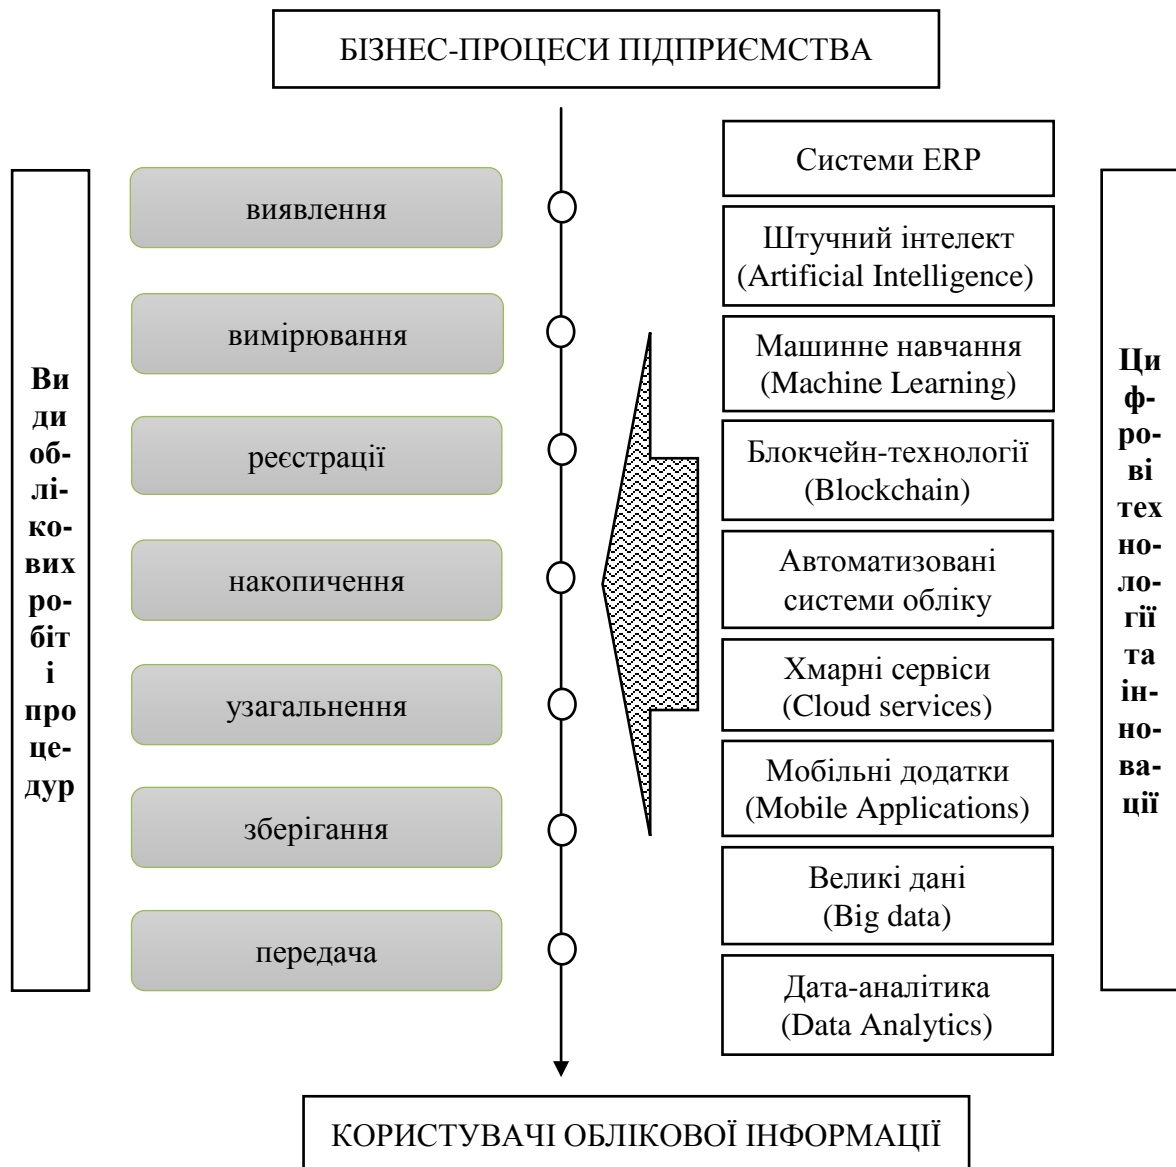 БІЗНЕС-ПРОЦЕСИ ПІДПРИЄМСТВА
Ви
ди
об-
лі-
ко-
вих
ро-
біт
і
про
це-
дур
виявлення
вимірювання
реєстрації
накопичення
узагальнення
зберігання
передача
Системи ERP
Штучний інтелект
(Artificial Intelligence)
Машинне навчання
(Machine Learning)
Блокчейн-технології
(Blockchain)
Автоматизовані
системи обліку
Хмарні сервіси
(Cloud services)
Мобільні додатки
(Mobile Applications)
Великі дані
(Big data)
Дата-аналітика
(Data Analytics)
Ци
ф-
ро-
ві
тех
но-
ло-
гії
та
ін-
но-
ва-
ції
КОРИСТУВАЧІ ОБЛІКОВОЇ ІНФОРМАЦІЇ